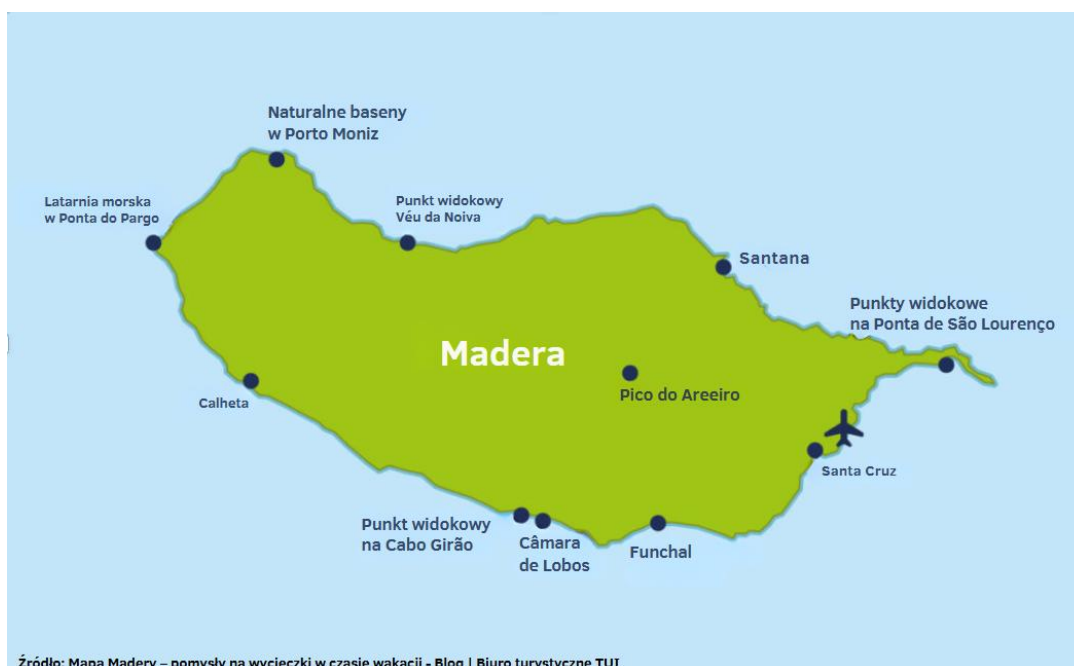 Naturalne baseny
w Porto Moniz
Latarnia morska
w Ponta do Pargo
Punkt widokowy
Véu da Noiva
Santana
Punkty widokowe
na Ponta de São Lourenço
Madera
Pico do Areeiro
Calheta
Santa Cruz
Punkt widokowy
na Cabo Girão
Câmara
de Lobos
Funchal
Źródło: Mapa Madery – pomysły na wycieczki w czasie wakacji - Blog | Biuro turystyczne TUI